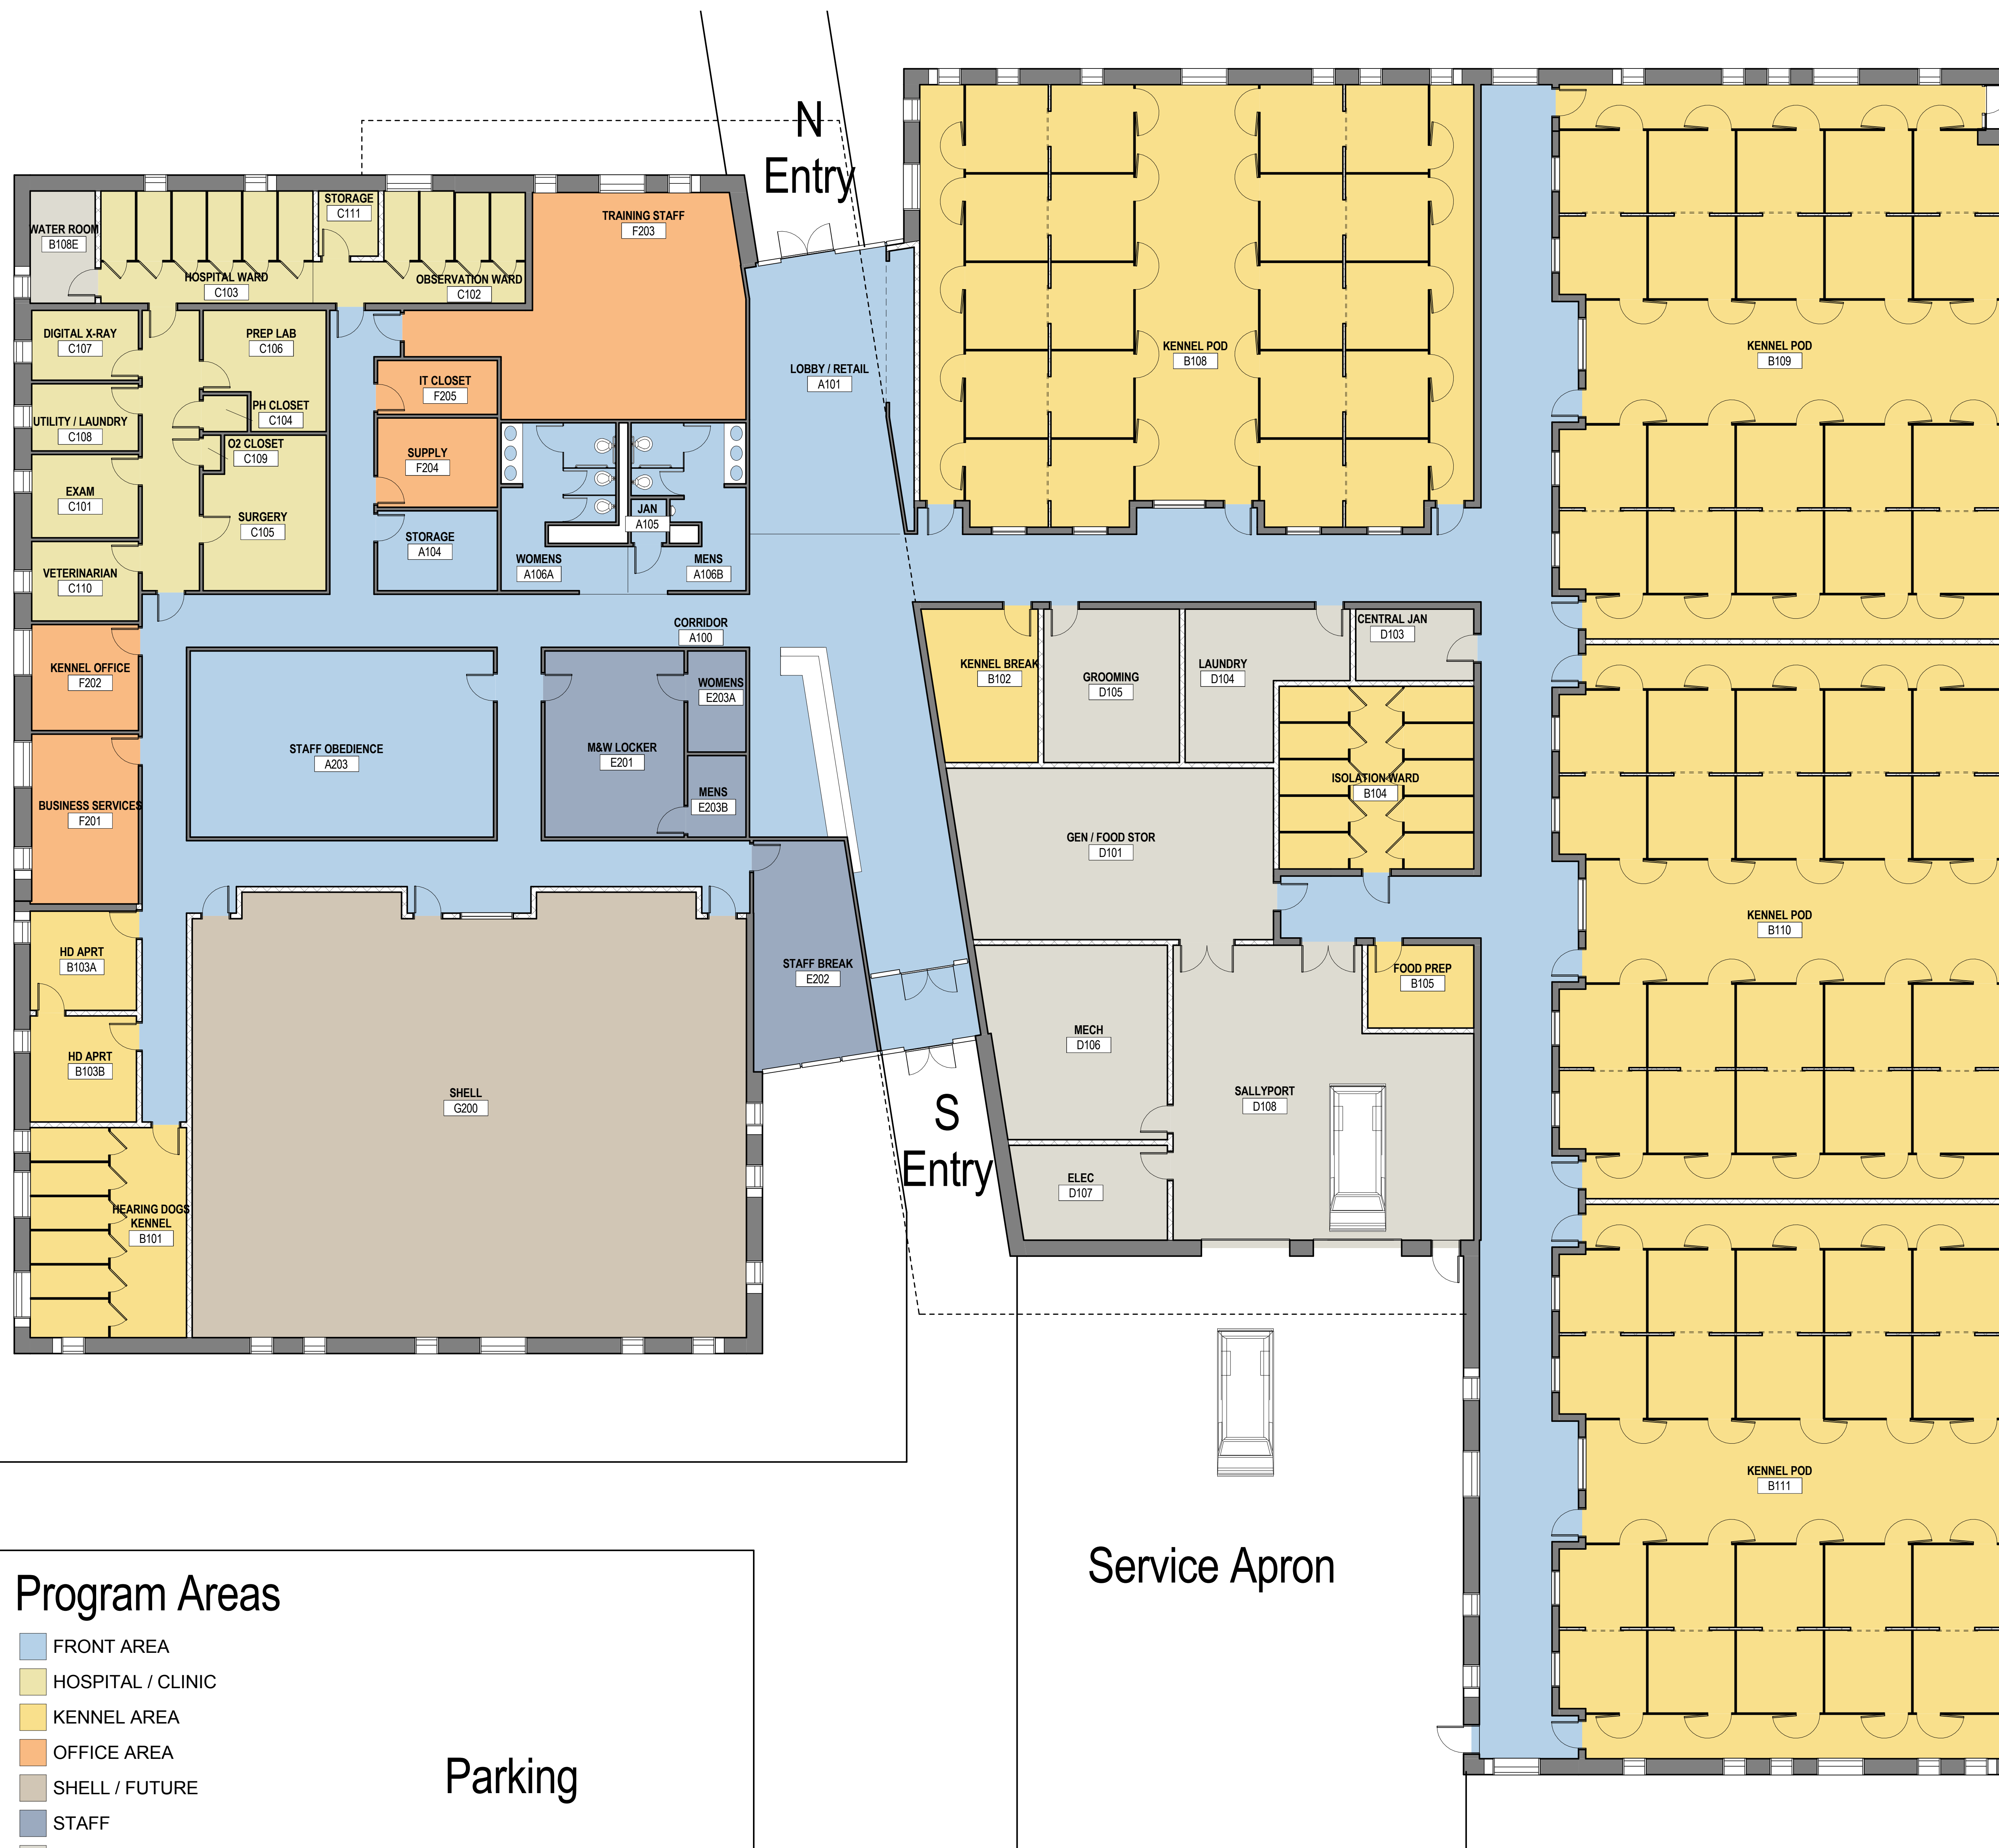 N
Entry
STORAGE
C111
TRAINING STAFF
F203
WATER ROOM
B108E
HOSPITAL WARD
C103
OBSERVATION WARD
C102
DIGITAL X-RAY
C107
PREP LAB
C106
LOBBY / RETAIL
A101
KENNEL POD
B108
KENNEL POD
B109
IT CLOSET
F205
PH CLOSET
C104
UTILITY / LAUNDRY
C108
O2 CLOSET
C109
SUPPLY
F204
EXAM
C101
SURGERY
C105
JAN
A105
STORAGE
A104
WOMENS
A106A
MENS
A106B
VETERINARIAN
C110
CORRIDOR
A100
CENTRAL JAN
D103
KENNEL OFFICE
F202
WOMENS
E203A
KENNEL BREAK
B102
GROOMING
D105
LAUNDRY
D104
STAFF OBEDIENCE
A203
M&W LOCKER
E201
ISOLATION WARD
B104
MENS
E203B
BUSINESS SERVICES
F201
GEN / FOOD STOR
D101
KENNEL POD
B110
HD APRT
B103A
STAFF BREAK
E202
FOOD PREP
B105
MECH
D106
HD APRT
B103B
SHELL
G200
SALLYPORT
D108
S
Entry
ELEC
D107
HEARING DOGS
KENNEL
B101
KENNEL POD
B111
Service Apron
Program Areas
FRONT AREA
HOSPITAL / CLINIC
KENNEL AREA
OFFICE AREA
SHELL / FUTURE
STAFF
Parking